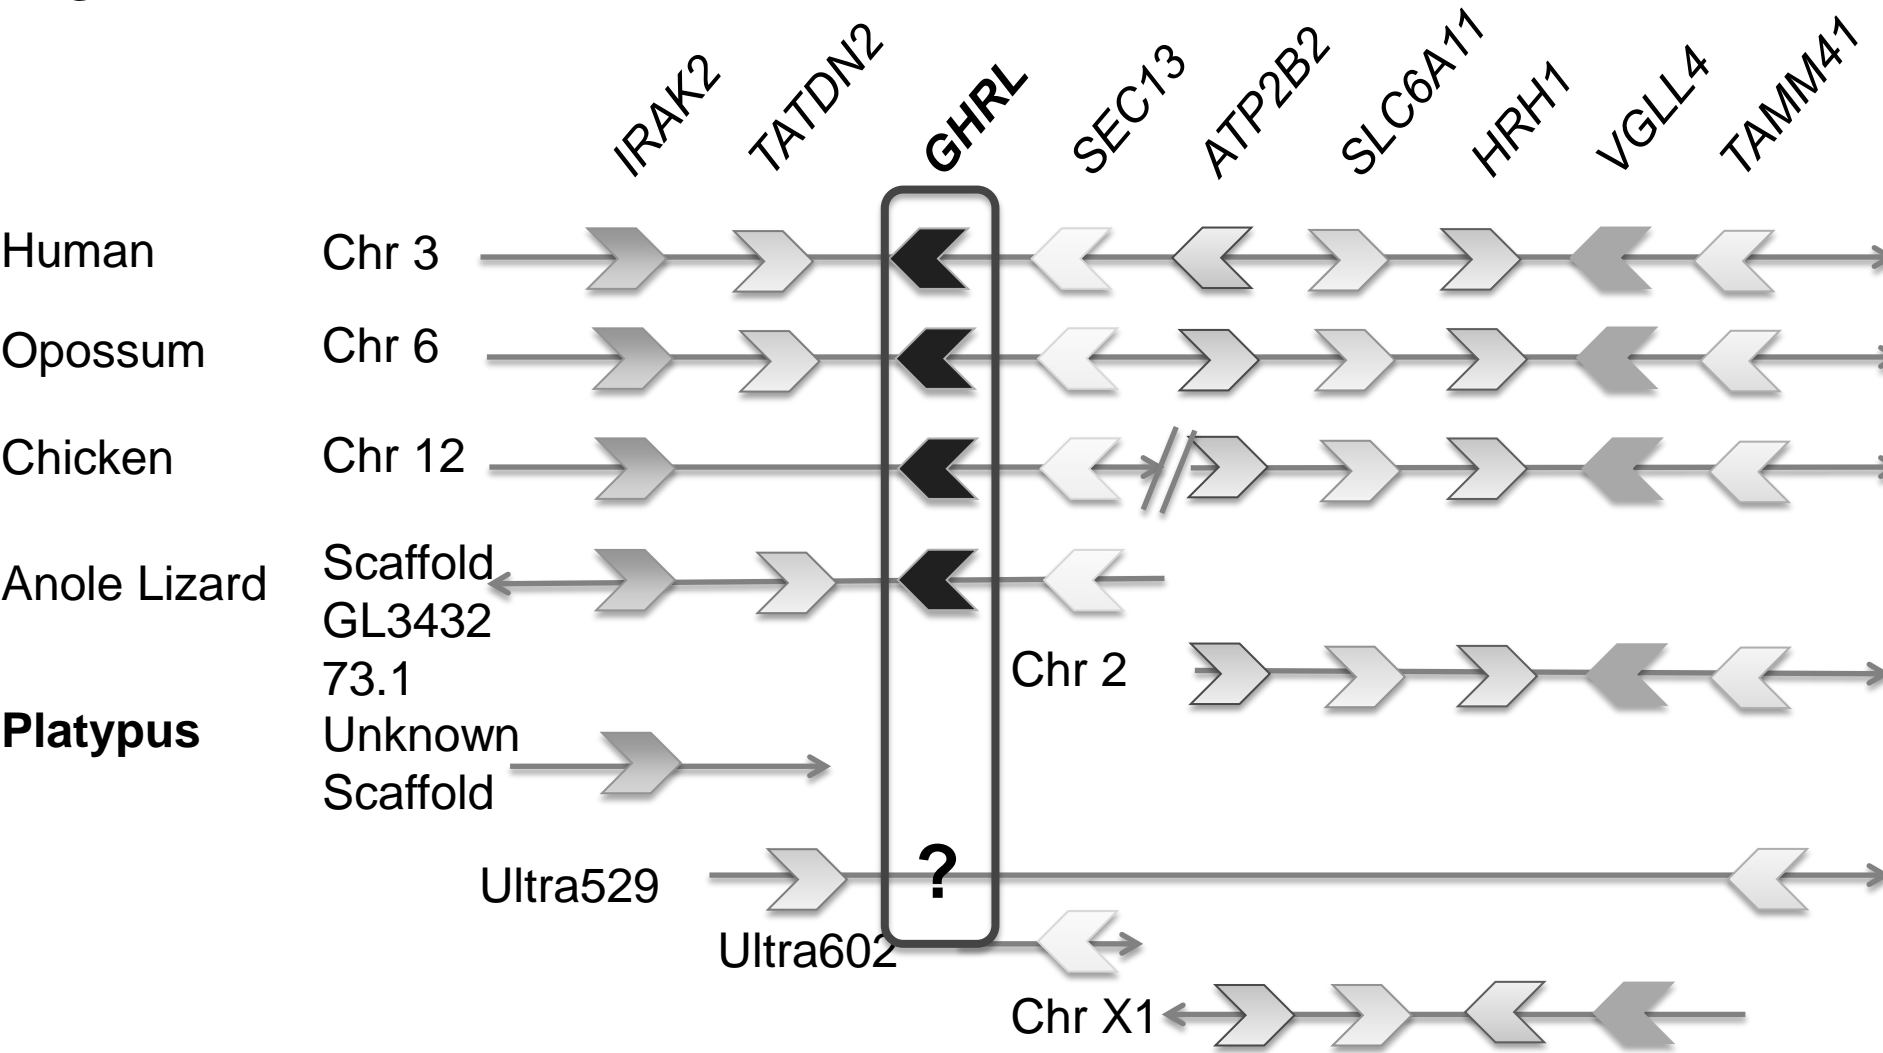 IRAK2 TATDN2 GHRL SEC13 ATP2B2 SLC6A11 HRH1 VGLL4 TAMM41
Human Chr 3
Opossum Chr 6
Chicken Chr 12
Anole Lizard Scaffold
GL3432
73.1
Chr 2
Platypus Unknown
Scaffold
?
Ultra529
Ultra602
Chr X1